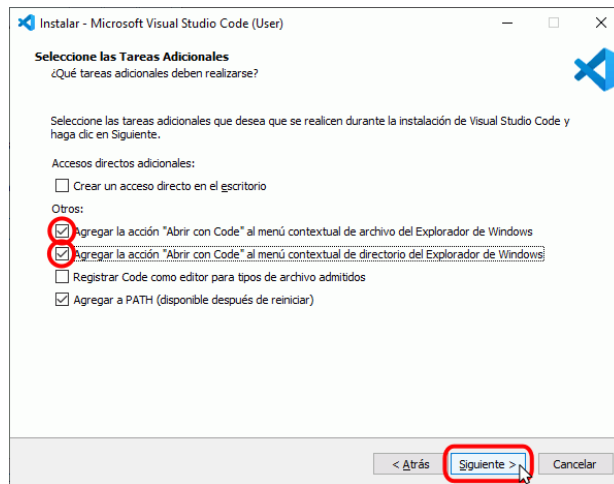 Instalar - Microsoft Visual Studio Code (User)
Seleccione las Tareas Adicionales
¿Qué tareas adicionales deben realizarse?
Seleccione las tareas adicionales que desea que se realicen durante la instalación de Visual Studio Code y
haga clic en Siguiente.
Accesos directos adicionales:
Crear un acceso directo en el escritorio
Otros:
Agregar la acción "Abrir con Code" al menú contextual de archivo del Explorador de Windows
Agregar la acción "Abrir con Code" al menú contextual de directorio del Explorador de Windows
Registrar Code como editor para tipos de archivo admitidos
Agregar a PATH (disponible después de reiniciar)
< Atrás Siguiente > Cancelar